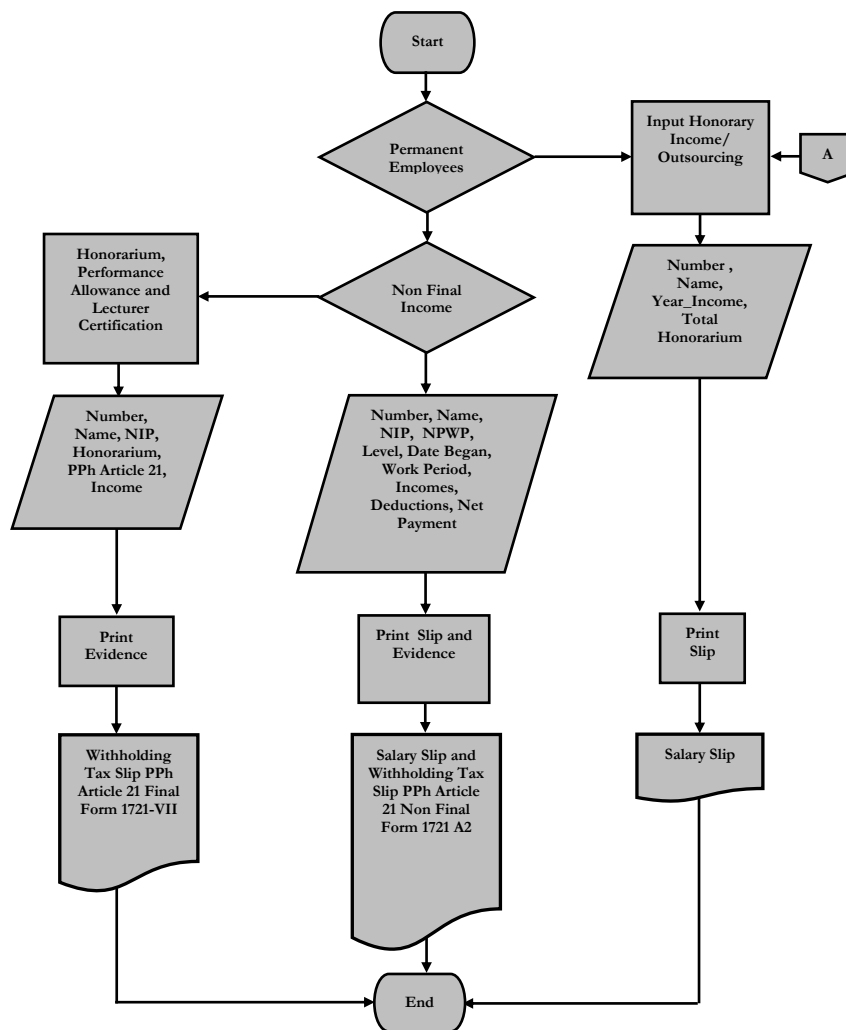 Start
Permanent
Employees
Input Honorary
Income/
Outsourcing
A
Honorarium,
Performance
Allowance and
Lecturer
Certification
Non Final
Income
Number ,
Name,
Year_Income,
Total
Honorarium
Number,
Name, NIP,
Honorarium,
PPh Article 21,
Income
Number, Name,
NIP, NPWP,
Level, Date Began,
Work Period,
Incomes,
Deductions, Net
Payment
Print
Evidence
Print Slip and
Evidence
Print
Slip
Withholding
Tax Slip PPh
Article 21 Final
Form 1721-VII
Salary Slip and
Withholding Tax
Slip PPh Article
21 Non Final
Form 1721 A2
Salary Slip
End